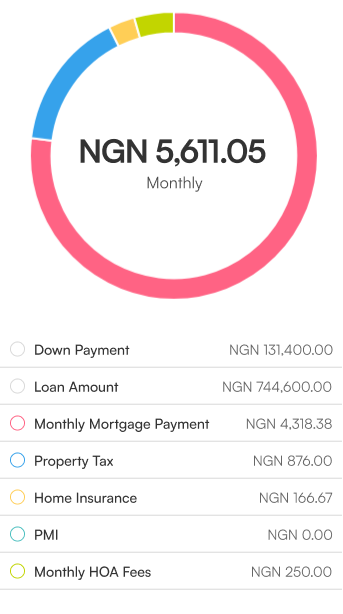 NGN 5,611.05
Monthly
Down Payment NGN 131,400.00
Loan Amount NGN 744,600.00
Monthly Mortgage Payment NGN 4,318.38
Property Tax NGN 876.00
Home Insurance NGN 166.67
PMI NGN 0.00
Monthly HOA Fees NGN 250.00